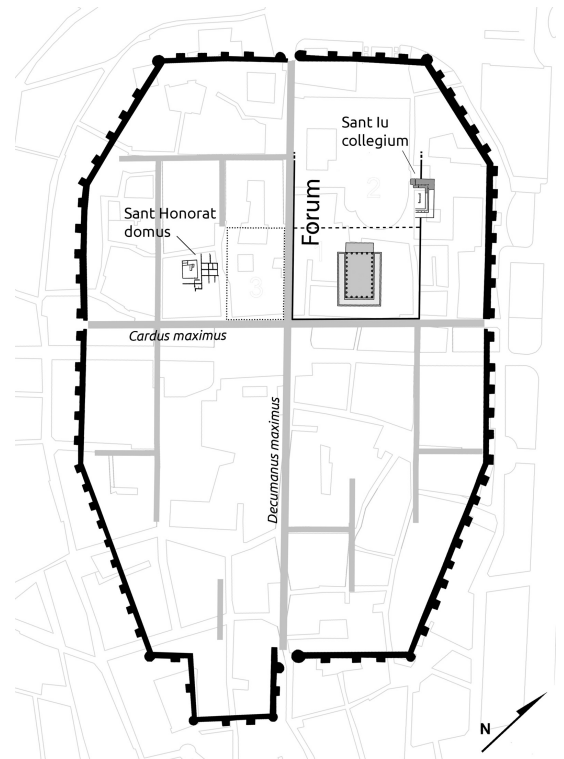 Sant Iu
collegium
2
Forum
Sant Honorat
domus
3
Cardus maximus
Decumanus maximus
N